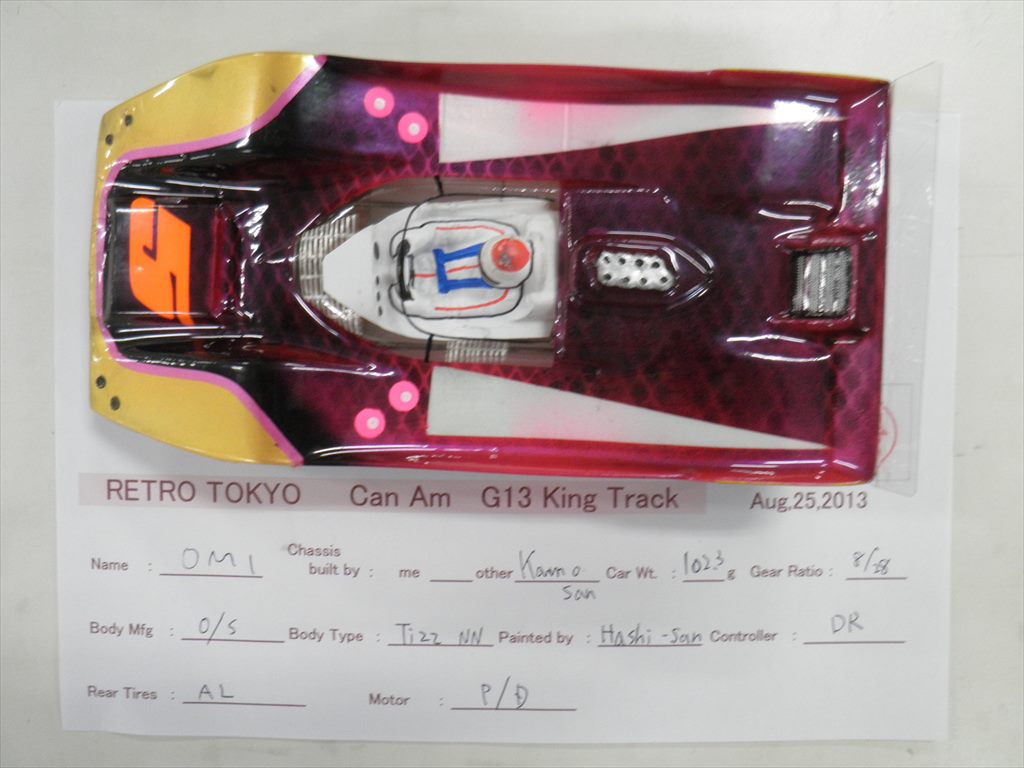 5
RETRO TOKYO Can Am G13 King Track Aug,25,2013
Name : OMI Chassis built by : me other Kanno San Car Wt. : 102.3 g Gear Ratio : 8/28
Body Mfg : O/S Body Type : Tizz NN Painted by : Hashi-San Controller : DR
Rear Tires : AL Motor : P/D